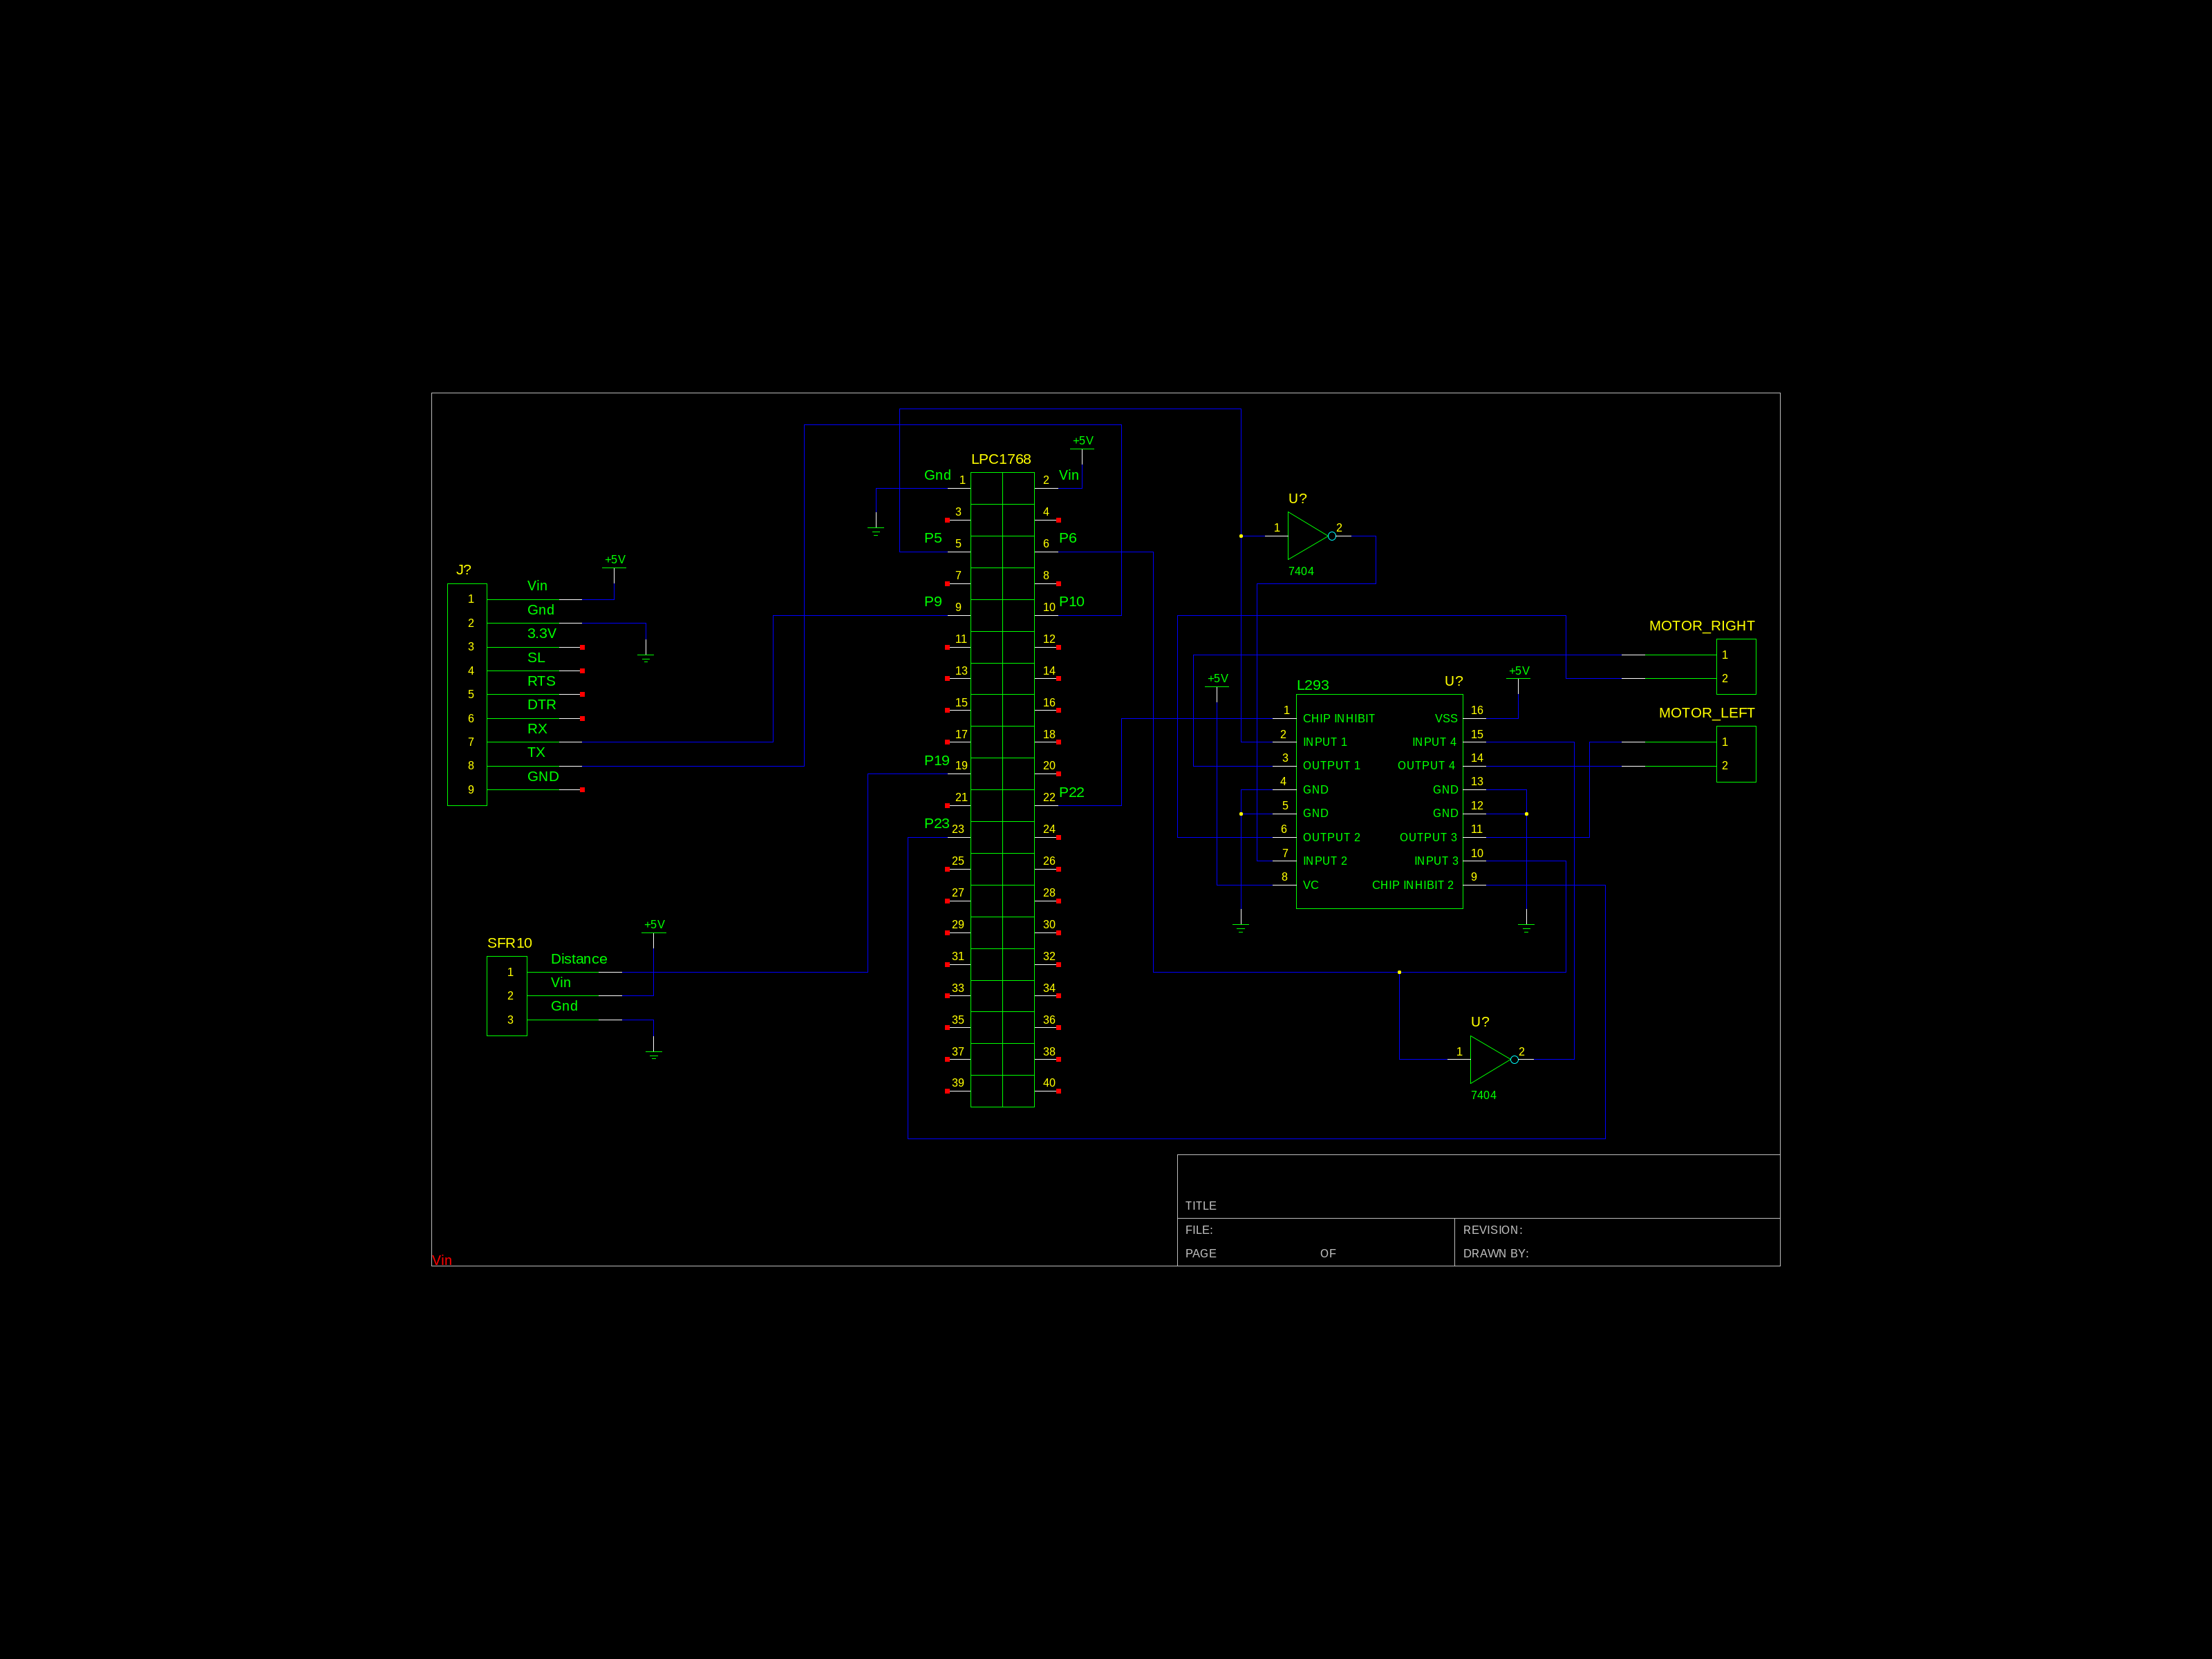 +5V
LPC1768
Gnd 1 2 Vin
3 4
P5 5 6 P6
7 8
P9 9 10 P10
11 12
13 14
15 16
17 18
P19 19 20
21 22 P22
P23 23 24
25 26
27 28
29 30
31 32
33 34
35 36
37 38
39 40
+5V
J?
1 Vin
2 Gnd
3 3.3V
4 SL
5 RTS
6 DTR
7 RX
8 TX
9 GND
+5V
SFR10
1 Distance
2 Vin
3 Gnd
U?
1 2
7404
+5V
+5V
L293 U?
1 CHIP INHIBIT VSS 16
2 INPUT 1 INPUT 4 15
3 OUTPUT 1 OUTPUT 4 14
4 GND GND 13
5 GND GND 12
6 OUTPUT 2 OUTPUT 3 11
7 INPUT 2 INPUT 3 10
8 VC CHIP INHIBIT 2 9
MOTOR_RIGHT
1
2
MOTOR_LEFT
1
2
U?
1 2
7404
TITLE
FILE: REVISION:
PAGE OF DRAWN BY:
Vin